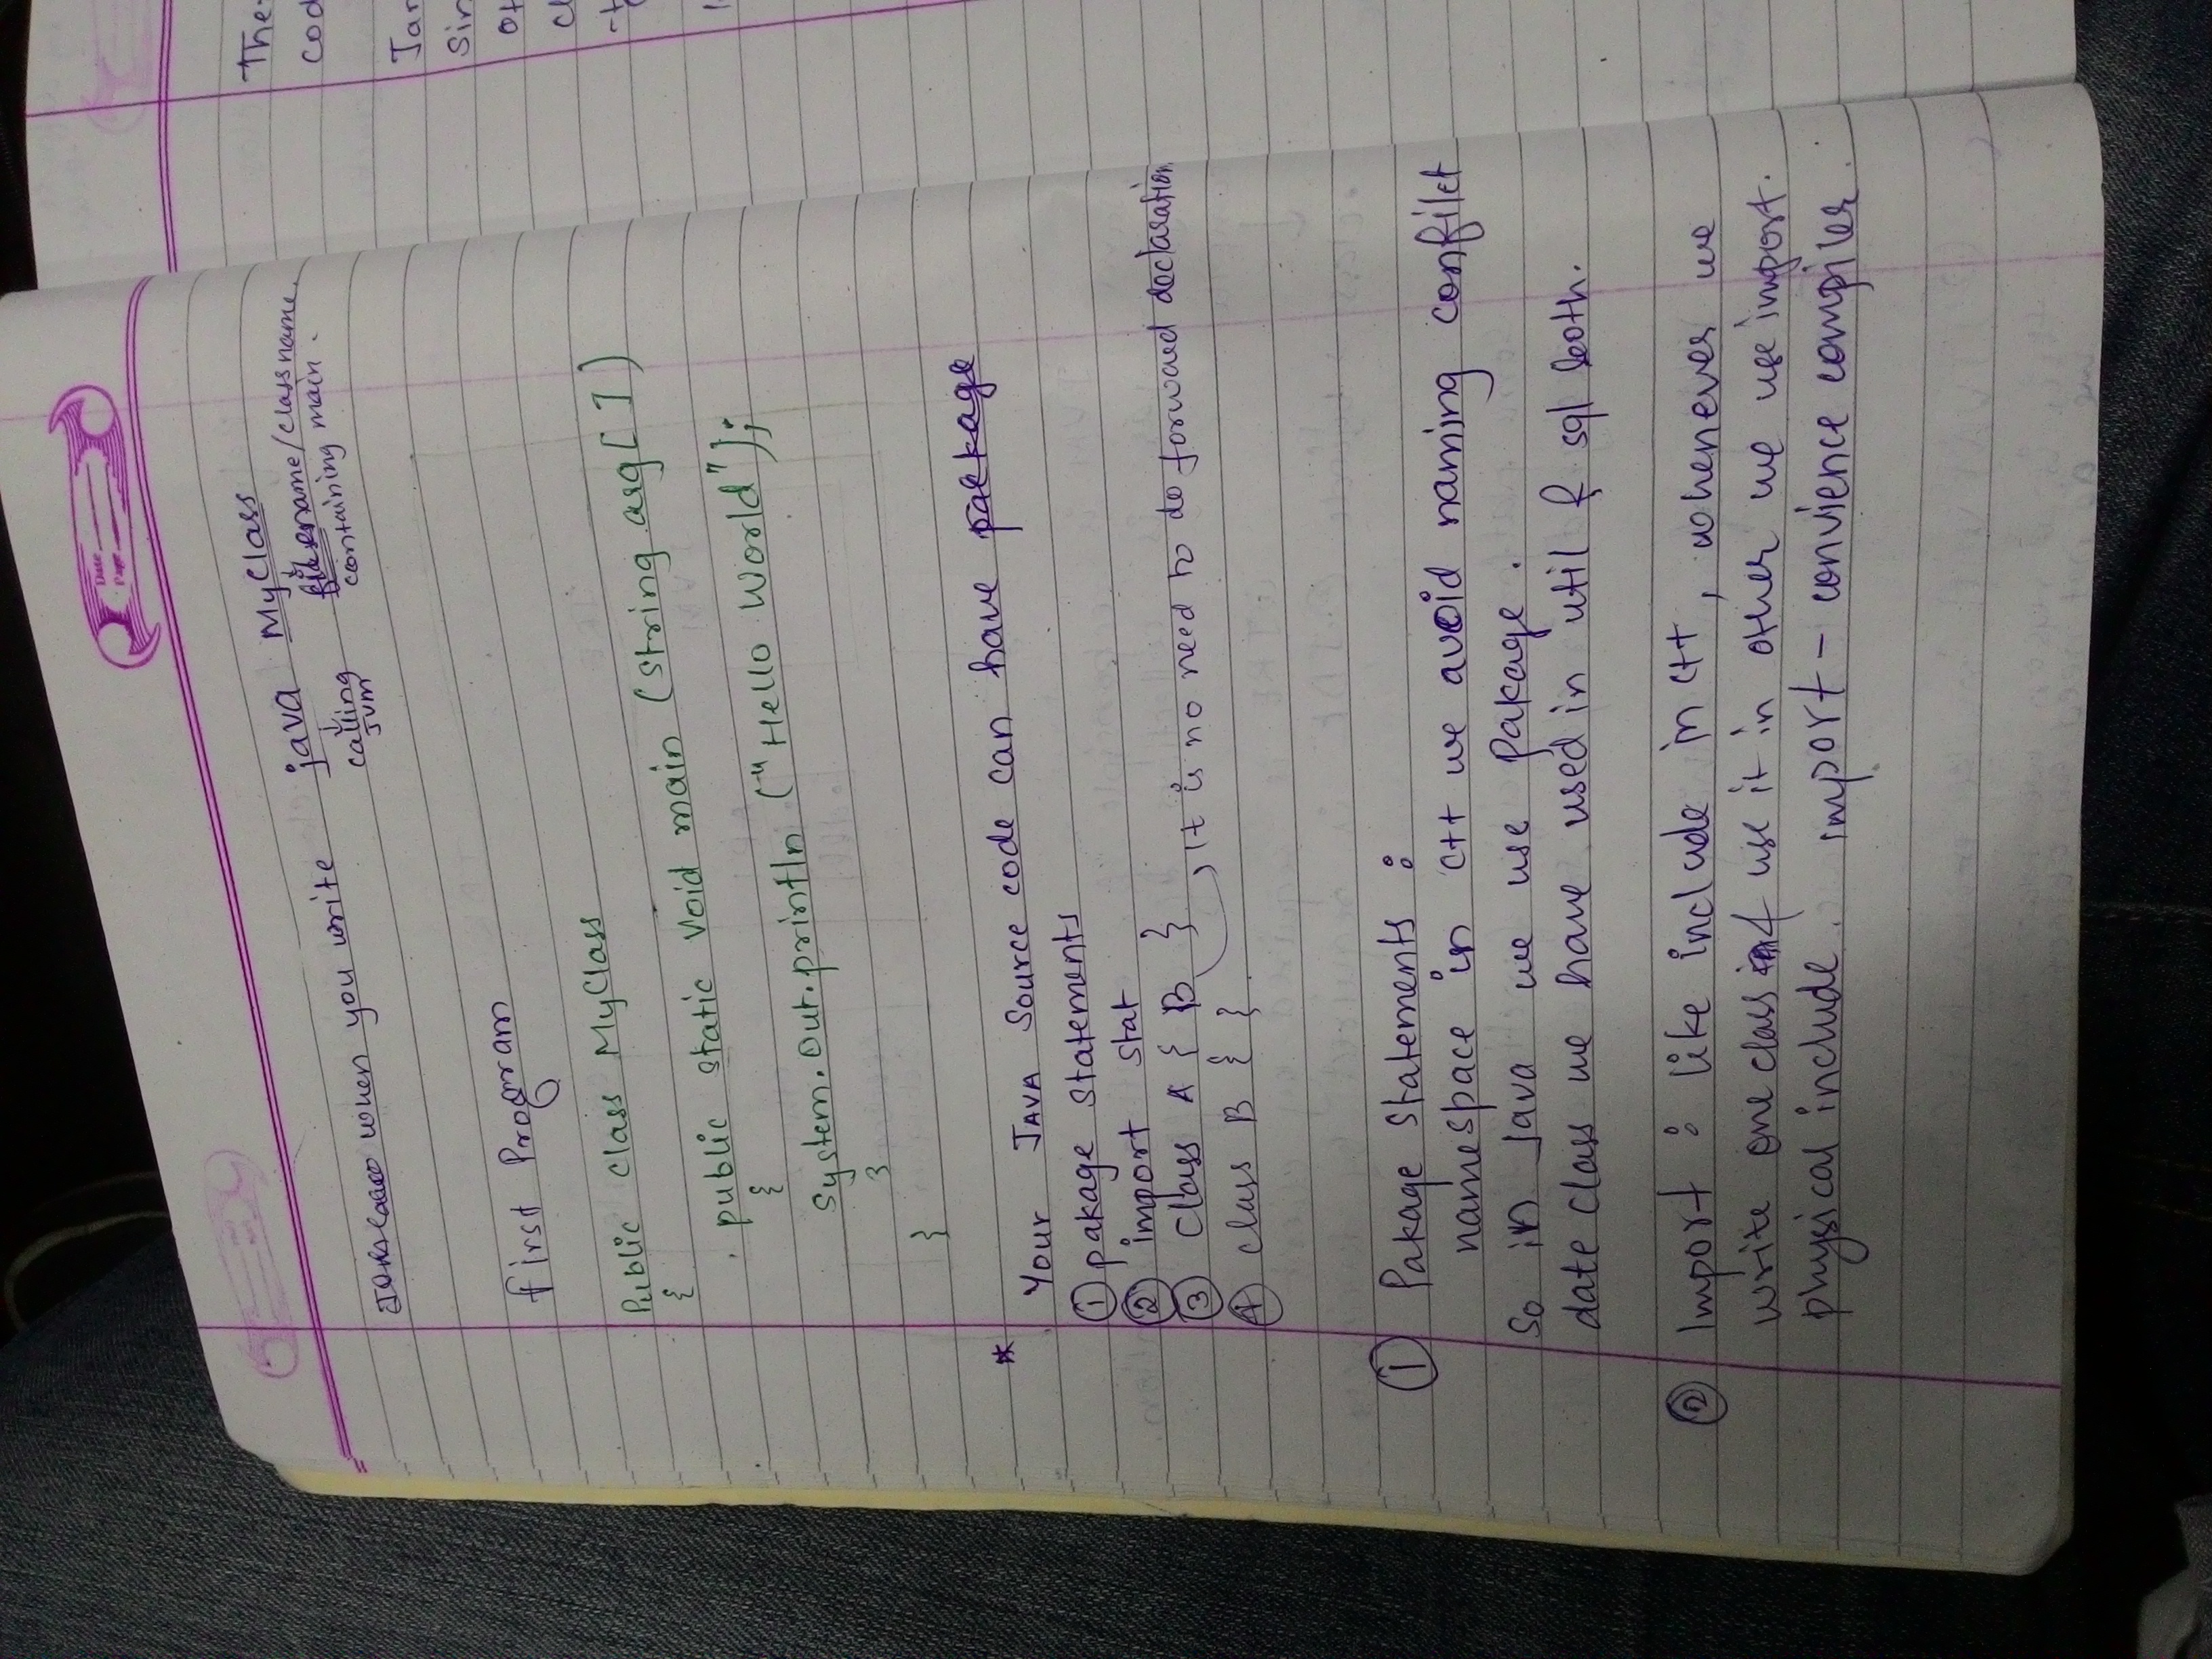 Date
Page
when you write java MyClass
calling JVM
filename/classname
containing main.
first Program
Public class MyClass
{
public static Void main (String arg[])
{
System.Out.println ("Hello World");
}
}
* Your JAVA Source code can have package
① pakage statements
② import stat
③ class A { B } It is no need to do forward declaration
④ class B { }
① Pakage Statements :
namespace in C++ we avoid naming confilct
So in Java we use Pakage.
date class we have used in util & sql both.
② Import : like include in C++, whenever we
write one class & use it in other we use import.
physical include. import - convience compiler.
The
cod
Jar
Sin
ot
cl